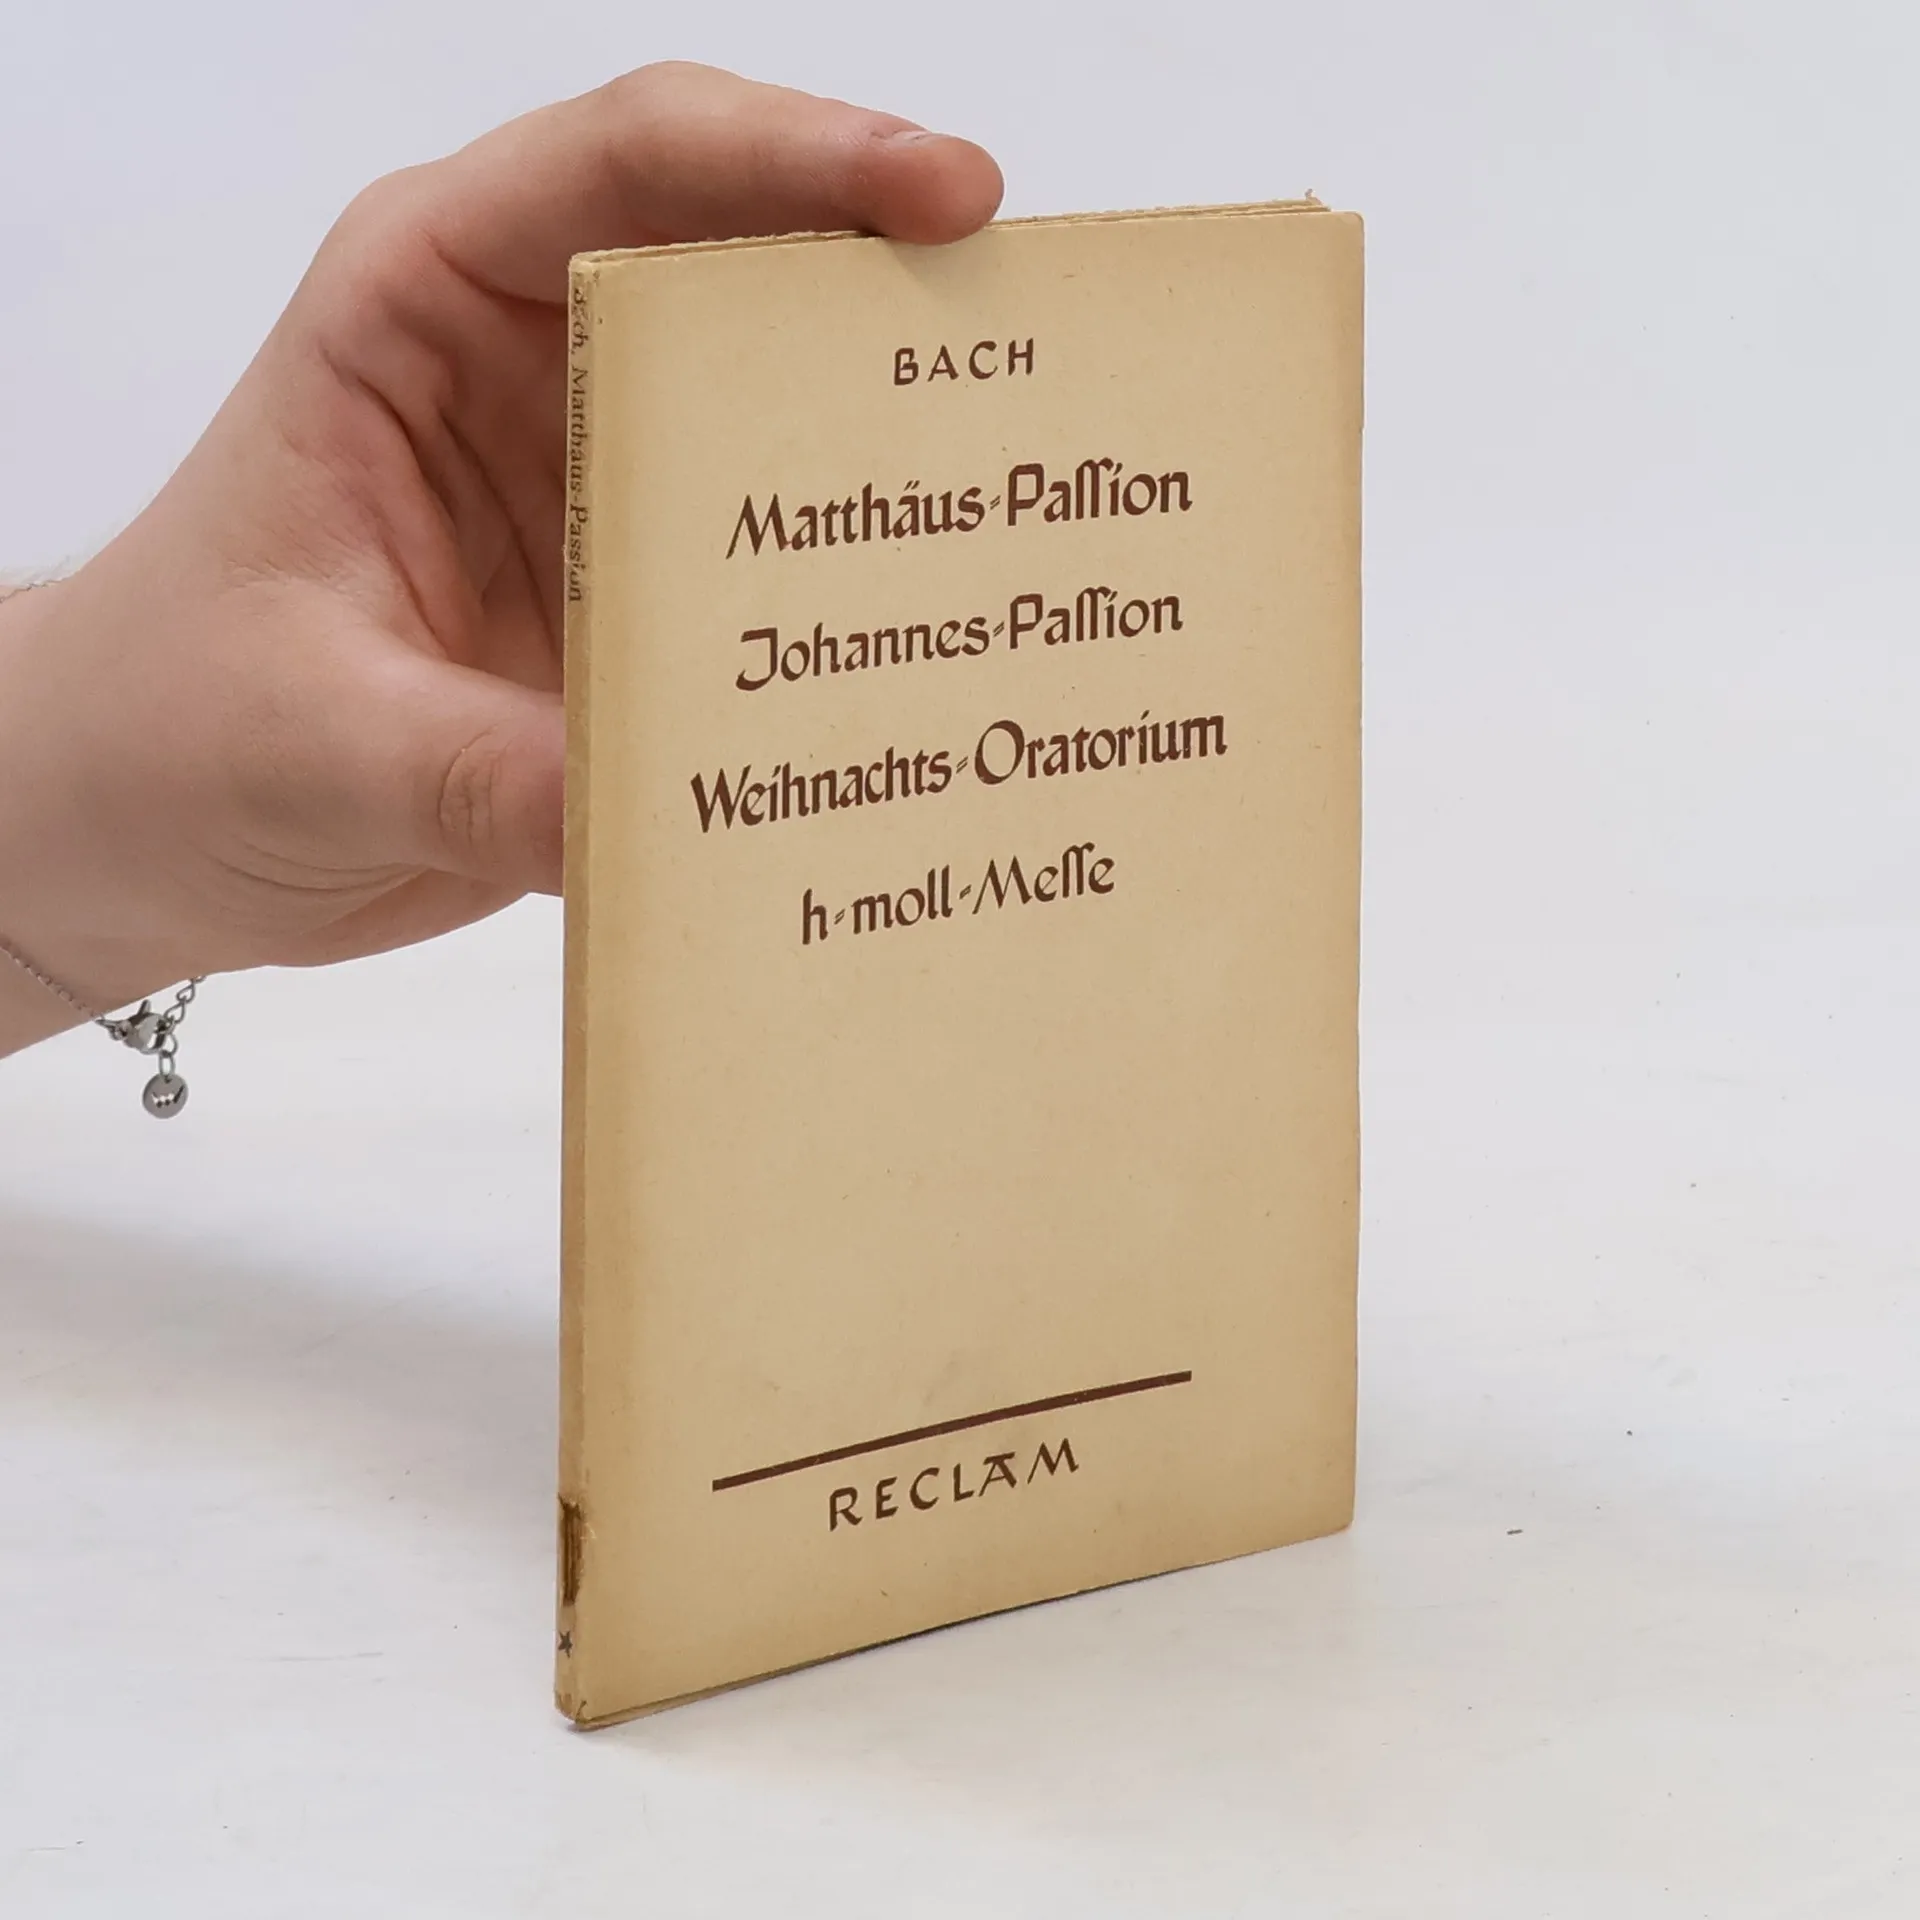 BACH
Matthäus-Paſſion
Johannes-Paſſion
Weihnachts-Oratorium
h-moll-Meſſe
RECLAM
Bach, Matthäus-Passion